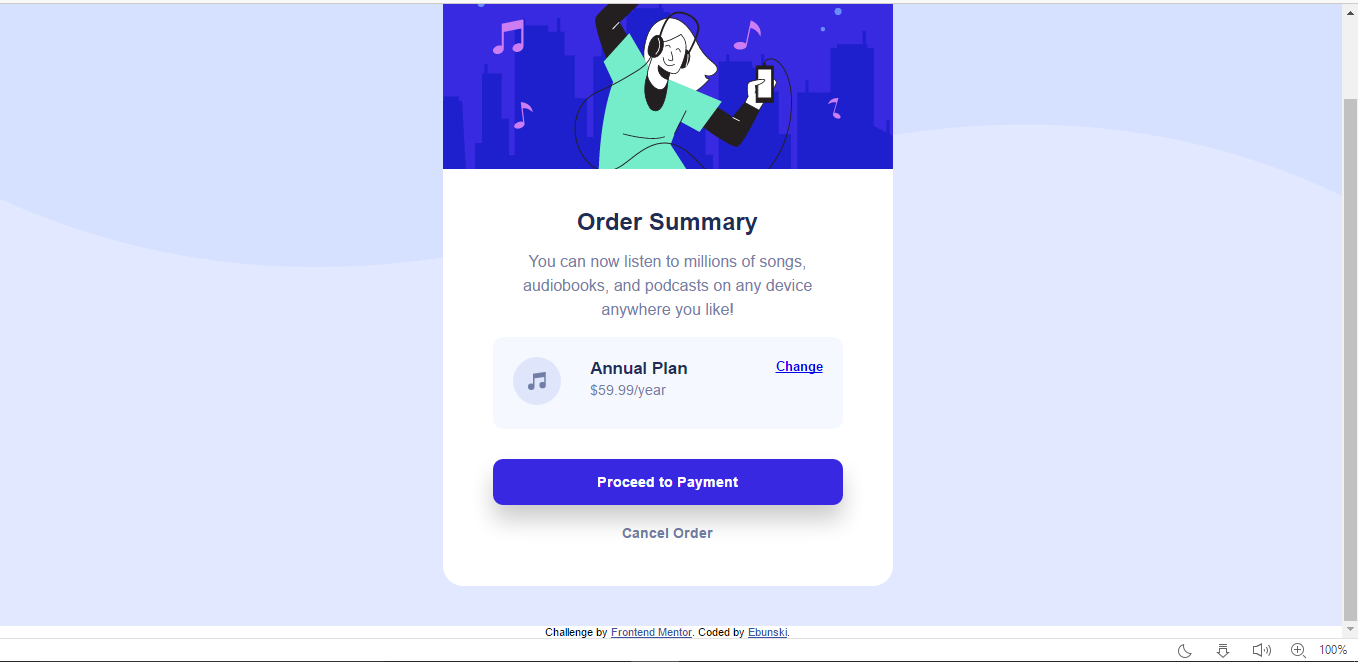 Order Summary
You can now listen to millions of songs,
audiobooks, and podcasts on any device
anywhere you like!
Annual Plan
Change
$59.99/year
Proceed to Payment
Cancel Order
Challenge by Frontend Mentor. Coded by Ebunski.
100%